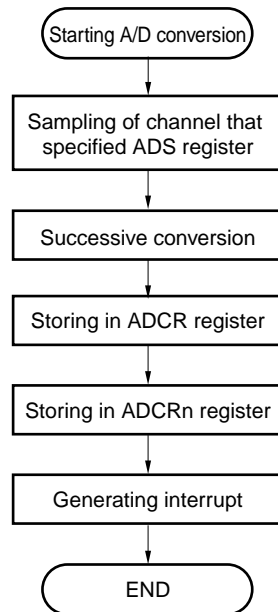 Starting A/D conversion
Sampling of channel that
specified ADS register
Successive conversion
Storing in ADCR register
Storing in ADCRn register
Generating interrupt
END